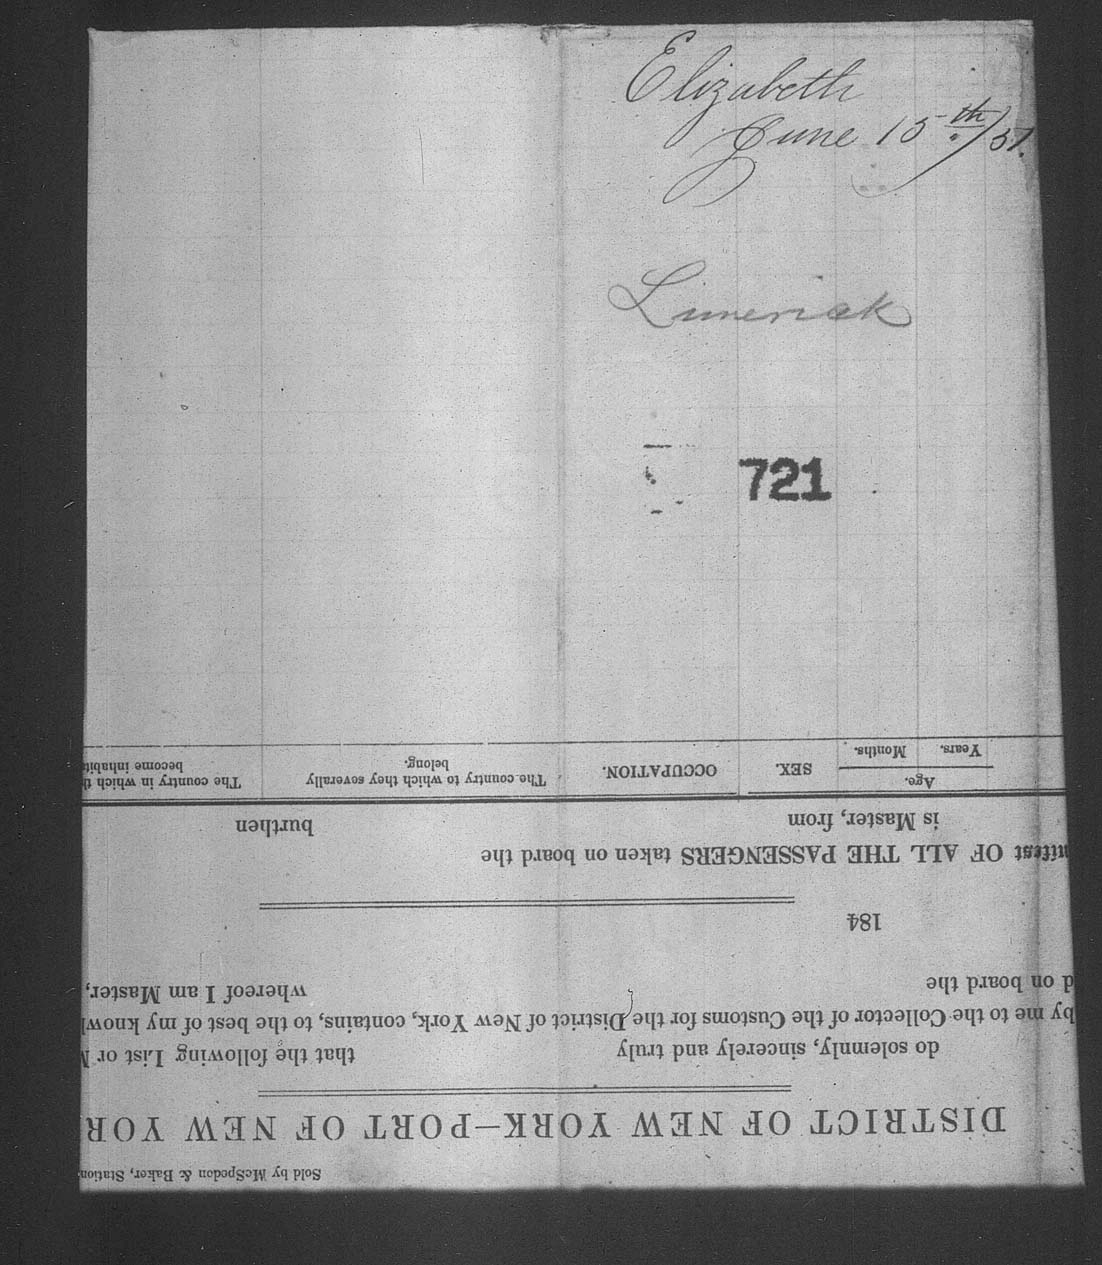 Elizabeth
June 15th/51.
Limerick
721
Sold by McSpedon & Baker, Station
DISTRICT OF NEW YORK—PORT OF NEW YOR
do solemnly, sincerely and truly that the following List or M
by me to the Collector of the Customs for the District of New York, contains, to the best of my know
d on board the whereof I am Master,
184
nifest OF ALL THE PASSENGERS taken on board the
is Master, from burthen
Age.
Years. Months.
SEX.
OCCUPATION.
The country to which they severally
belong.
The country in which th
become inhabit